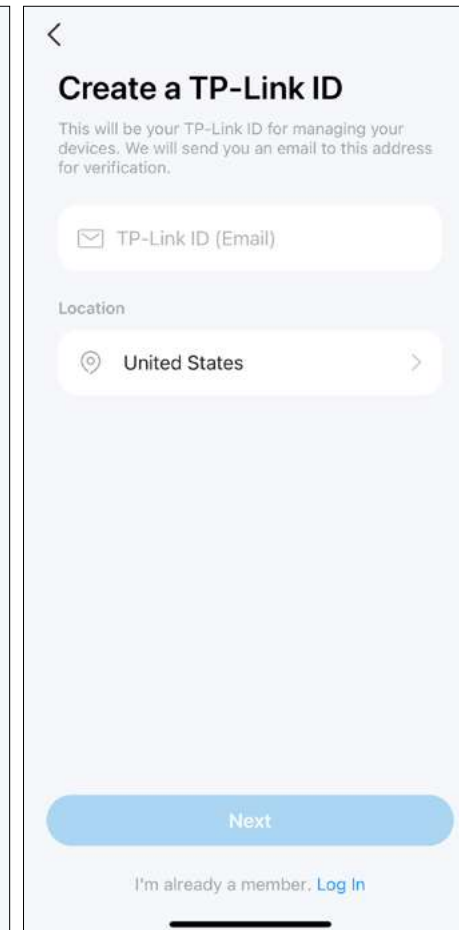 Create a TP-Link ID
This will be your TP-Link ID for managing your
devices. We will send you an email to this address
for verification.
TP-Link ID (Email)
Location
United States
Next
I'm already a member. Log In